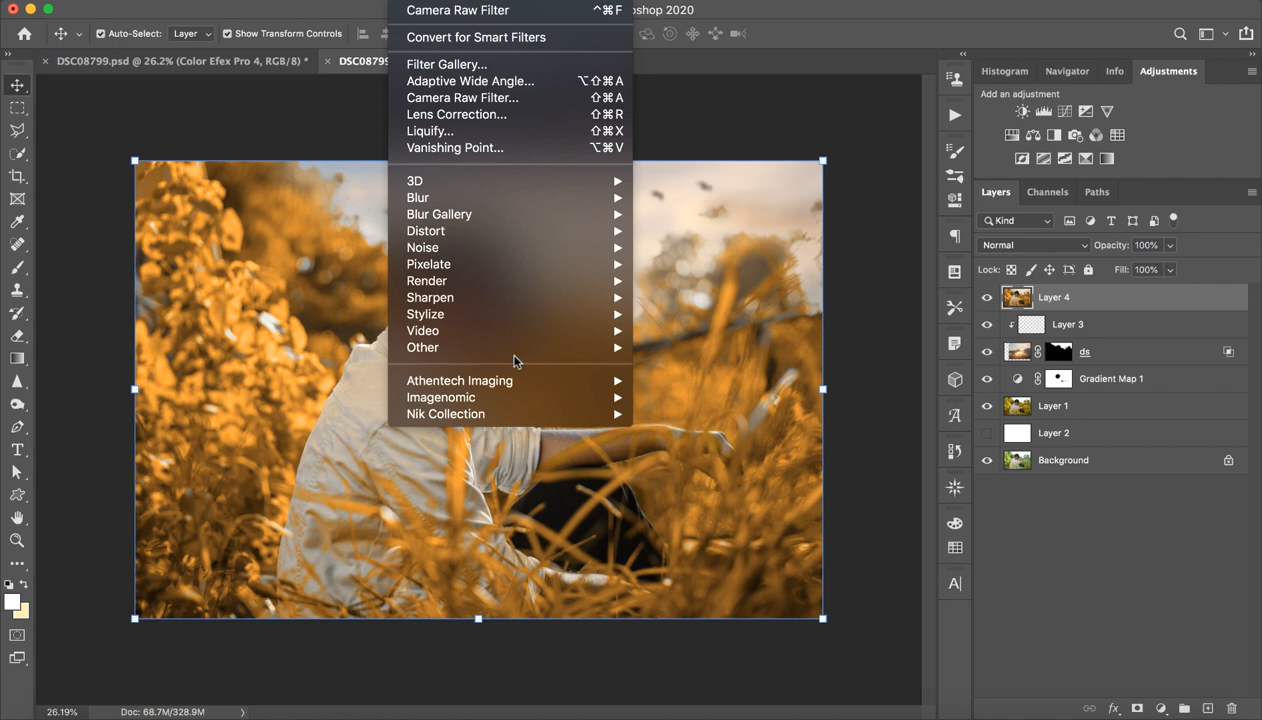 shop 2020
Auto-Select: Layer Show Transform Controls
DSC08799.psd @ 26.2% (Color Efex Pro 4, RGB/8) *
DSC08799
Camera Raw Filter ^⌘F
Convert for Smart Filters
Filter Gallery...
Adaptive Wide Angle... ⌥⇧⌘A
Camera Raw Filter... ⇧⌘A
Lens Correction... ⇧⌘R
Liquify... ⇧⌘X
Vanishing Point... ⌥⌘V
3D
Blur
Blur Gallery
Distort
Noise
Pixelate
Render
Sharpen
Stylize
Video
Other
Athentech Imaging
Imagenomic
Nik Collection
Histogram Navigator Info Adjustments
Add an adjustment
Layers Channels Paths
Kind
Normal Opacity: 100%
Lock: Fill: 100%
Layer 4
Layer 3
ds
Gradient Map 1
Layer 1
Layer 2
Background
fx
26.19% Doc: 68.7M/328.9M